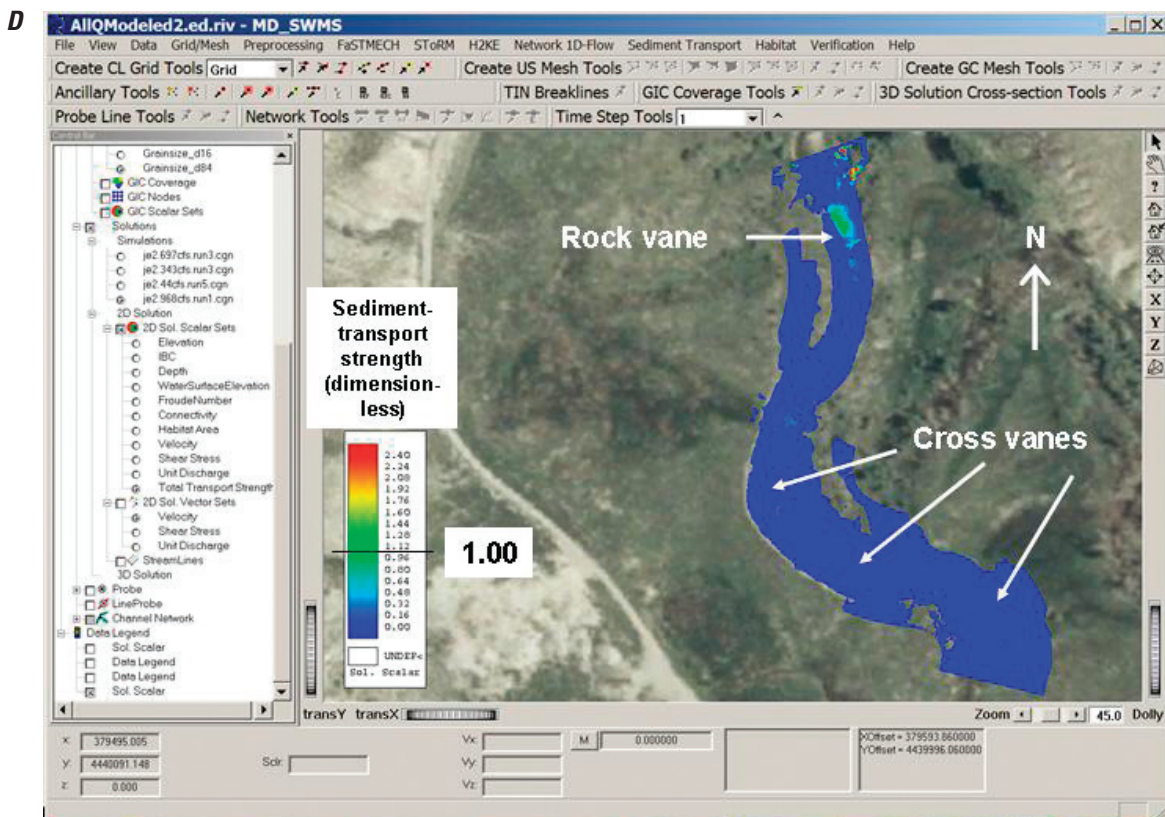 D
AllQModeled2.ed.riv - MD_SWMS
File View Data Grid/Mesh Preprocessing FaSTMECH SToRM H2KE Network 1D-Flow Sediment Transport Habitat Verification Help
Create CL Grid Tools Grid Create US Mesh Tools Create GC Mesh Tools
Ancillary Tools TIN Breaklines GIC Coverage Tools 3D Solution Cross-section Tools
Probe Line Tools Network Tools Time Step Tools 1
Control Bar
Grainsize_d16
Grainsize_d84
GIC Coverage
GIC Nodes
GIC Scalar Sets
Solutions
Simulations
je2.697cfs.run3.cgn
je2.343cfs.run3.cgn
je2.44cfs.run5.cgn
je2.968cfs.run1.cgn
2D Solution
2D Sol. Scalar Sets
Elevation
IBC
Depth
WaterSurfaceElevation
FroudeNumber
Connectivity
Habitat Area
Velocity
Shear Stress
Unit Discharge
Total Transport Strength
2D Sol. Vector Sets
Velocity
Shear Stress
Unit Discharge
StreamLines
3D Solution
Probe
LineProbe
Channel Network
Data Legend
Sol. Scalar
Data Legend
Data Legend
Sol. Scalar
Rock vane
N
Cross vanes
Sediment-
transport
strength
(dimension-
less)
2.40
2.24
2.08
1.92
1.76
1.60
1.44
1.28
1.12
0.96
0.80
0.64
0.48
0.32
0.16
0.00
1.00
UNDEF<
Sol. Scalar
?
X
Y
Z
transY transX Zoom 45.0 Dolly
x: 379495.005
y: 4440091.148
z: 0.000
Sclr:
Vx:
Vy:
Vz:
M 0.000000
XOffset = 379593.860000
YOffset = 4439996.060000